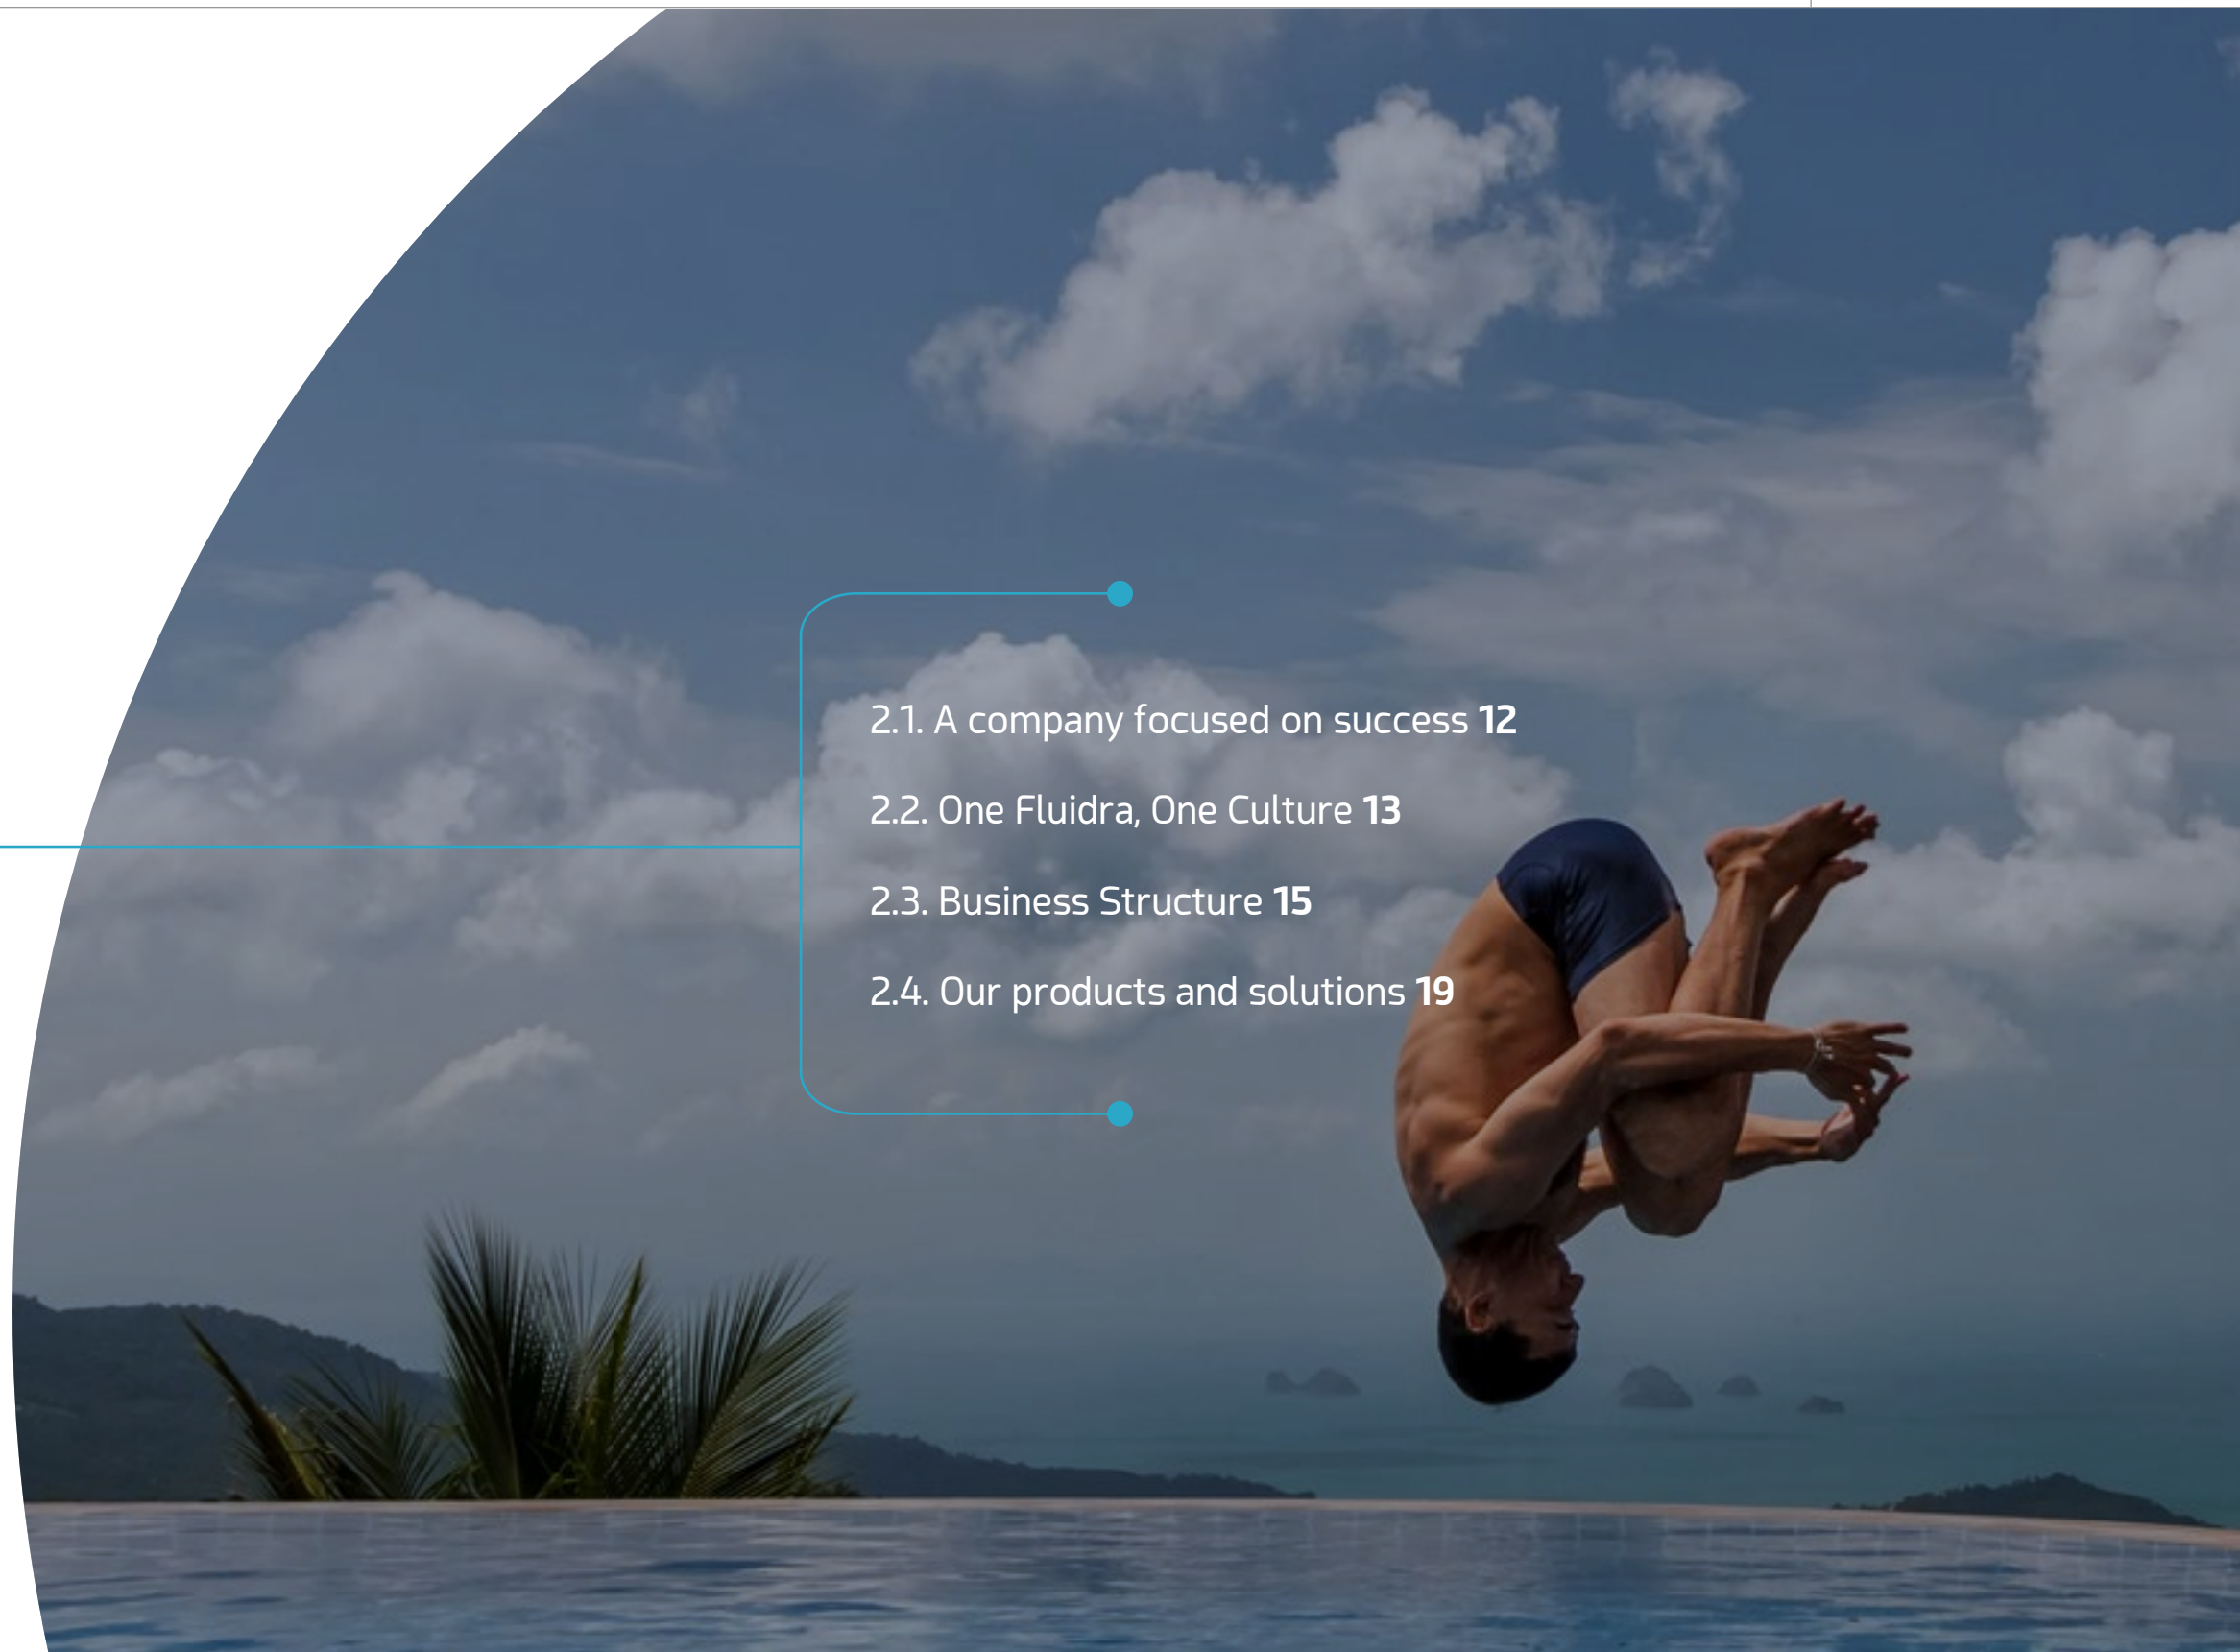 2.1. A company focused on success 12
2.2. One Fluidra, One Culture 13
2.3. Business Structure 15
2.4. Our products and solutions 19